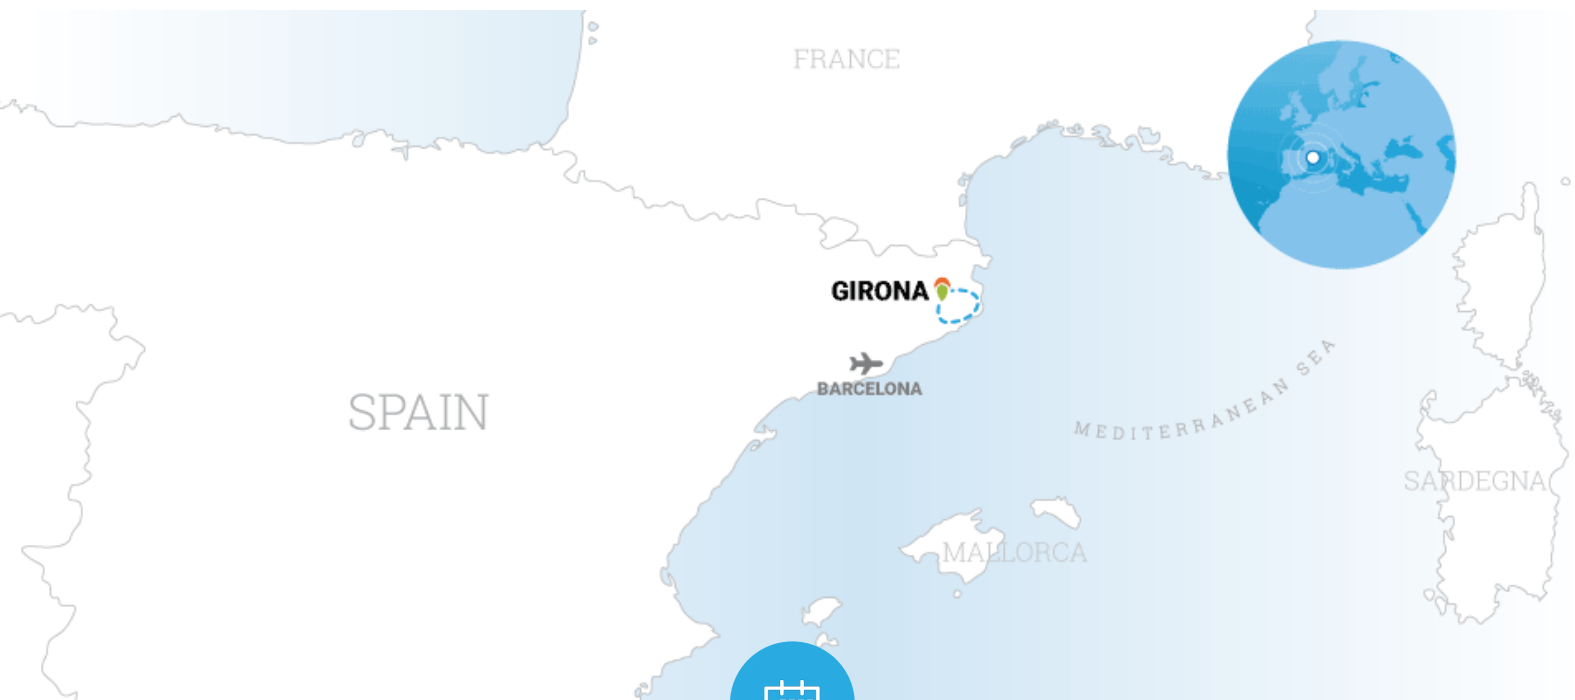 FRANCE
GIRONA
BARCELONA
SPAIN
MEDITERRANEAN SEA
SARDEGNA
MALLORCA